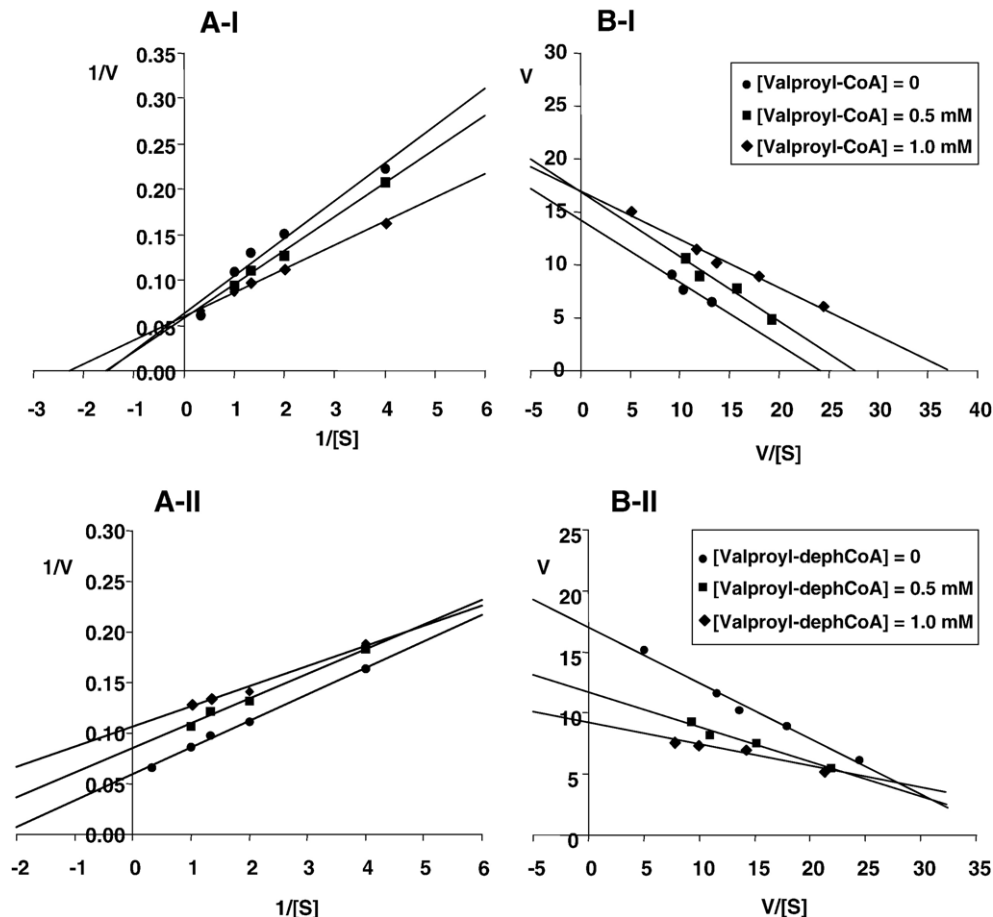 A-I
1/V
0.35
0.30
0.25
0.20
0.15
0.10
0.05
0.00
-3 -2 -1 0 1 2 3 4 5 6
1/[S]
B-I
V
30
25
20
15
10
5
0
-5 0 5 10 15 20 25 30 35 40
V/[S]
[Valproyl-CoA] = 0
[Valproyl-CoA] = 0.5 mM
[Valproyl-CoA] = 1.0 mM
A-II
1/V
0.30
0.25
0.20
0.15
0.10
0.05
0.00
-2 -1 0 1 2 3 4 5 6
1/[S]
B-II
V
25
20
15
10
5
0
-5 0 5 10 15 20 25 30 35
V/[S]
[Valproyl-dephCoA] = 0
[Valproyl-dephCoA] = 0.5 mM
[Valproyl-dephCoA] = 1.0 mM